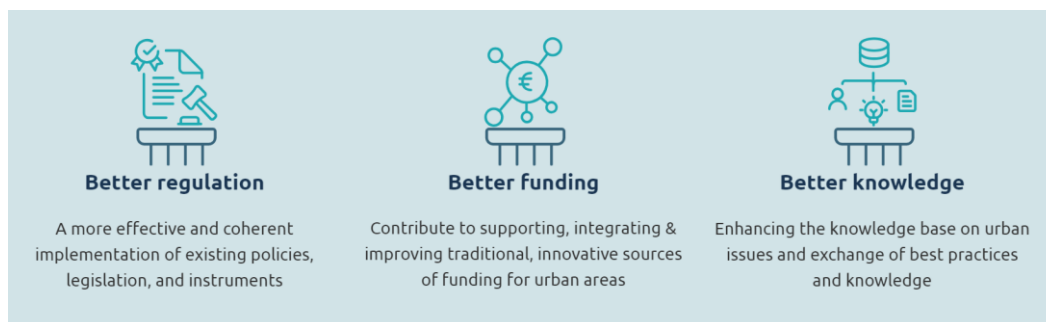 Better regulation
A more effective and coherent
implementation of existing policies,
legislation, and instruments
€
Better funding
Contribute to supporting, integrating &
improving traditional, innovative sources
of funding for urban areas
Better knowledge
Enhancing the knowledge base on urban
issues and exchange of best practices
and knowledge